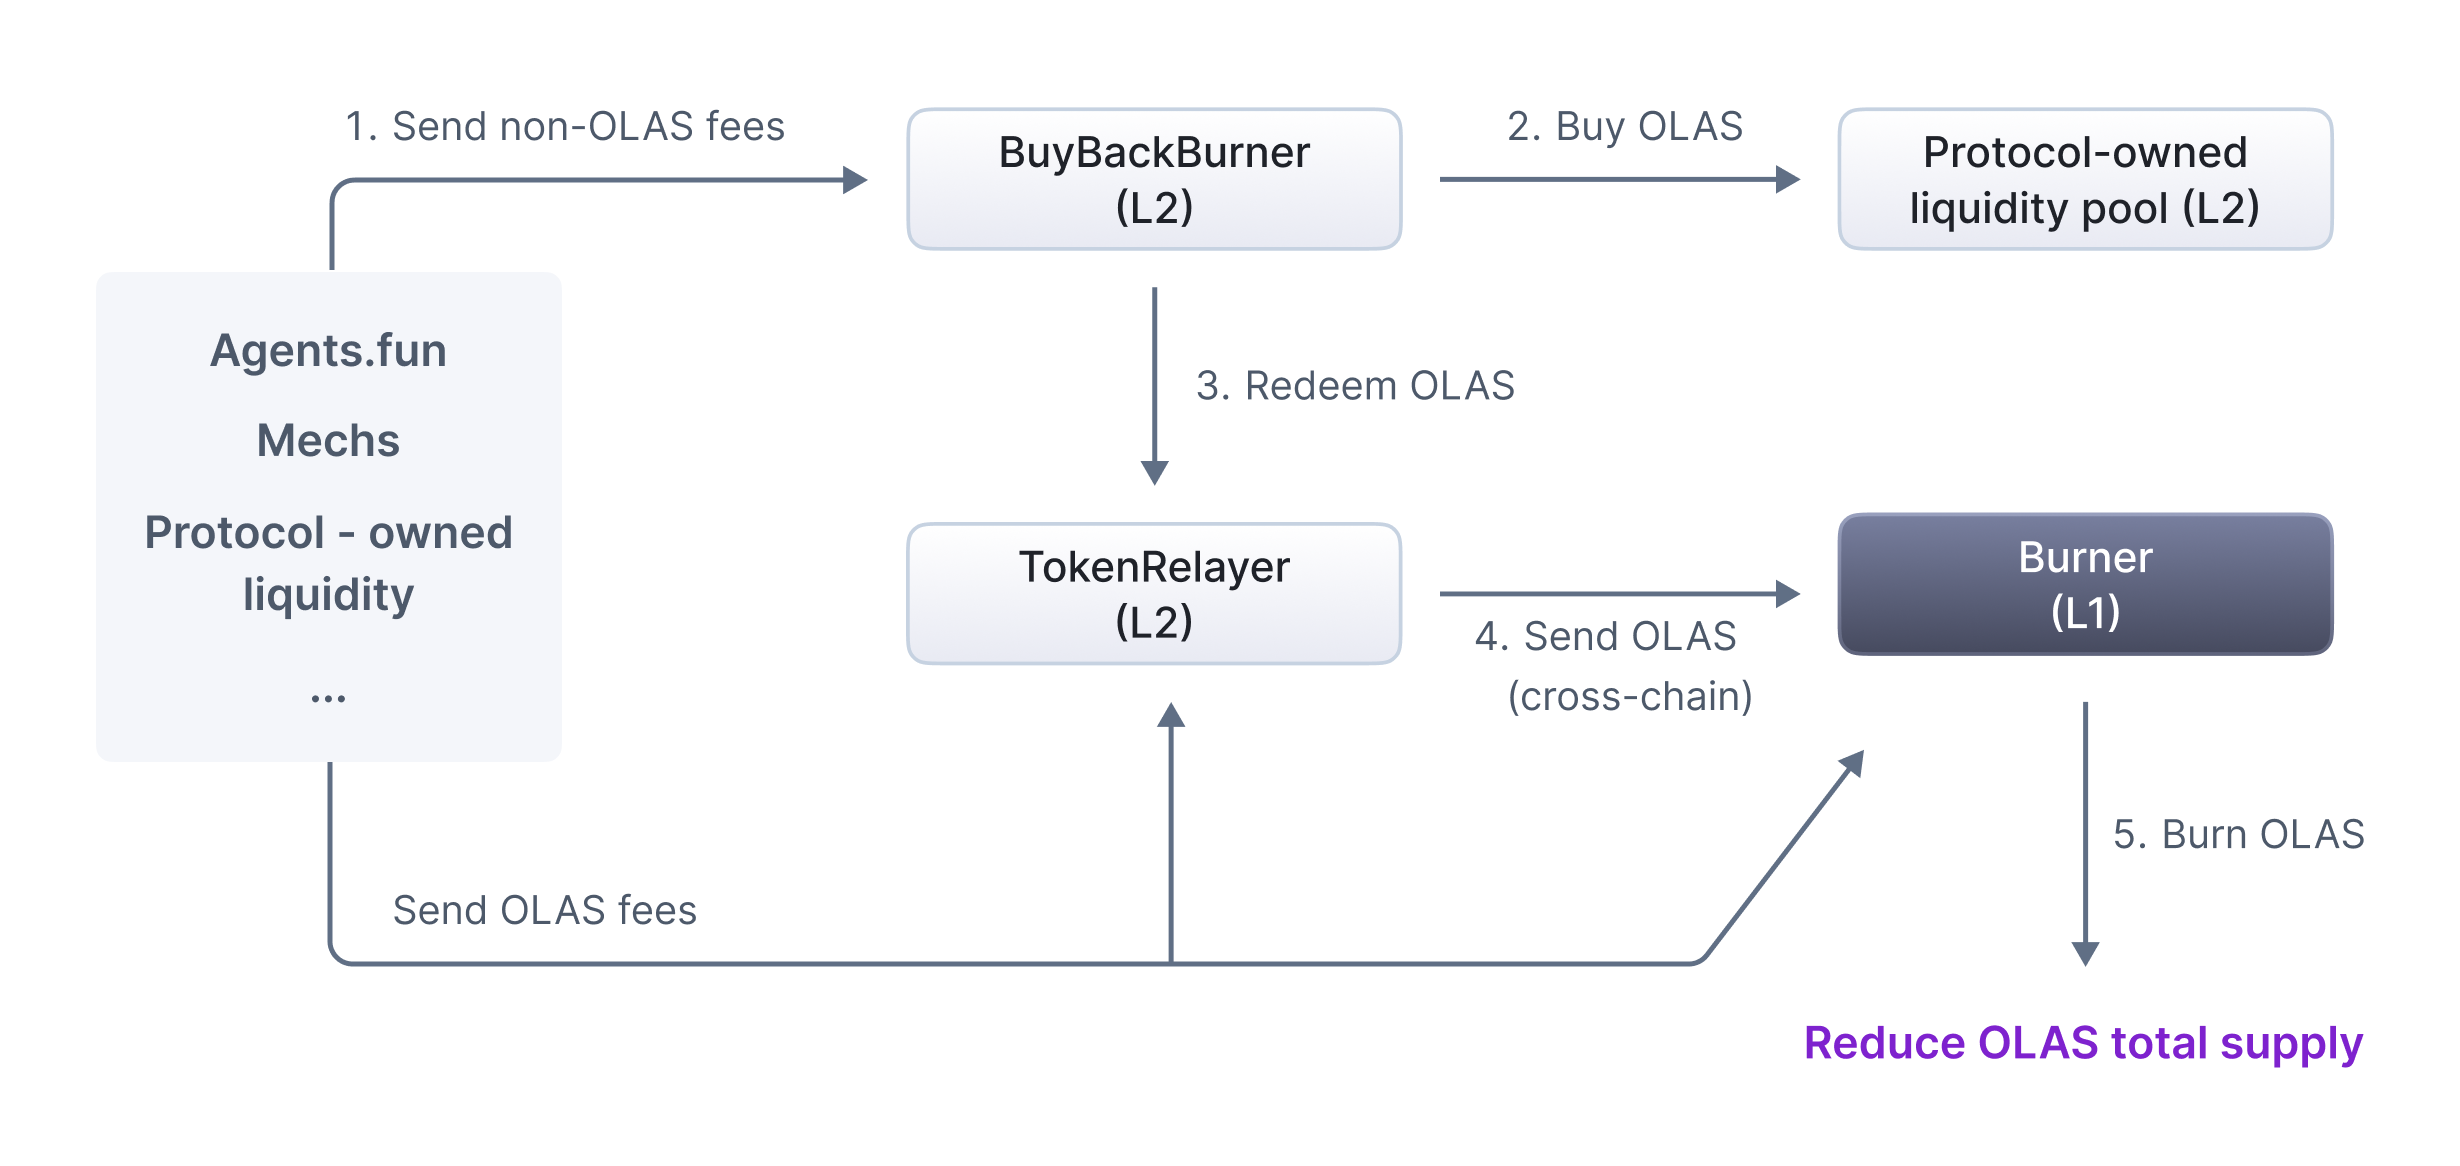 1. Send non-OLAS fees
BuyBackBurner
(L2)
2. Buy OLAS
Protocol-owned
liquidity pool (L2)
Agents.fun
Mechs
Protocol - owned
liquidity
...
3. Redeem OLAS
TokenRelayer
(L2)
4. Send OLAS
(cross-chain)
Burner
(L1)
5. Burn OLAS
Send OLAS fees
Reduce OLAS total supply